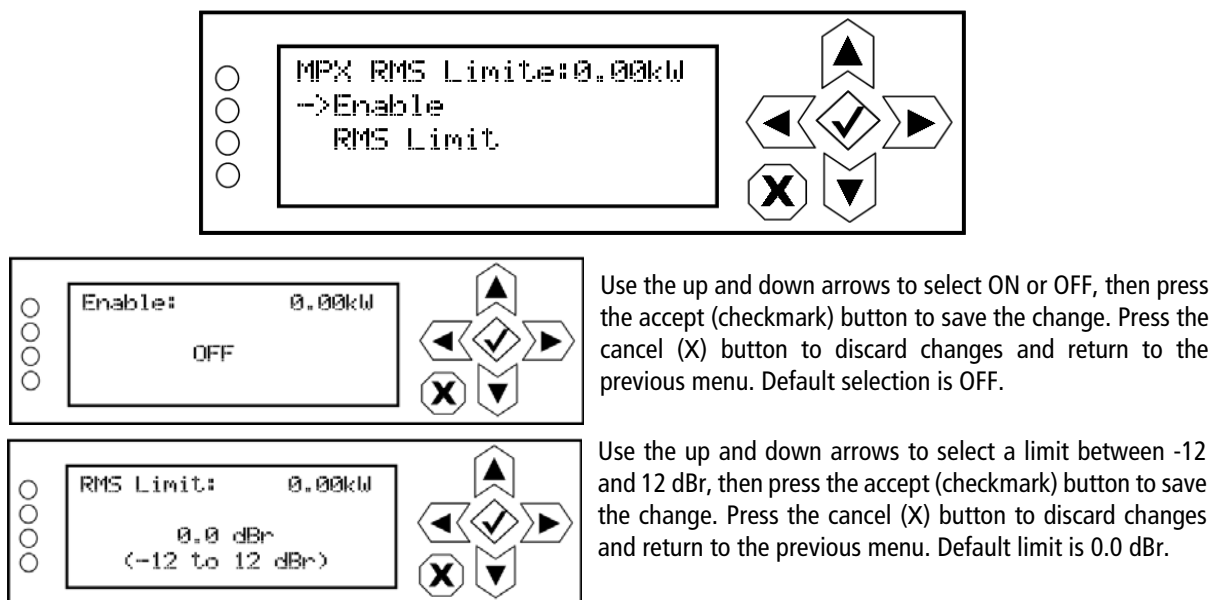 MPX RMS Limite:0.00kW
->Enable
RMS Limit
Enable: 0.00kW
OFF
Use the up and down arrows to select ON or OFF, then press
the accept (checkmark) button to save the change. Press the
cancel (X) button to discard changes and return to the
previous menu. Default selection is OFF.
RMS Limit: 0.00kW
0.0 dBr
(-12 to 12 dBr)
Use the up and down arrows to select a limit between -12
and 12 dBr, then press the accept (checkmark) button to save
the change. Press the cancel (X) button to discard changes
and return to the previous menu. Default limit is 0.0 dBr.